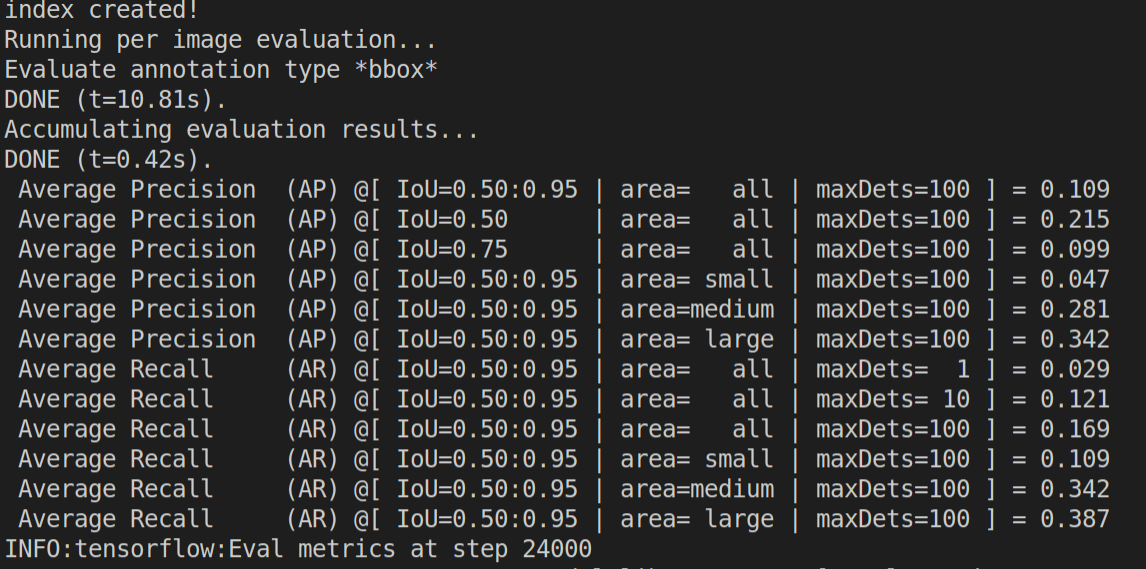 index created!
Running per image evaluation...
Evaluate annotation type *bbox*
DONE (t=10.81s).
Accumulating evaluation results...
DONE (t=0.42s).
 Average Precision  (AP) @[ IoU=0.50:0.95 | area=   all | maxDets=100 ] = 0.109
 Average Precision  (AP) @[ IoU=0.50      | area=   all | maxDets=100 ] = 0.215
 Average Precision  (AP) @[ IoU=0.75      | area=   all | maxDets=100 ] = 0.099
 Average Precision  (AP) @[ IoU=0.50:0.95 | area= small | maxDets=100 ] = 0.047
 Average Precision  (AP) @[ IoU=0.50:0.95 | area=medium | maxDets=100 ] = 0.281
 Average Precision  (AP) @[ IoU=0.50:0.95 | area= large | maxDets=100 ] = 0.342
 Average Recall     (AR) @[ IoU=0.50:0.95 | area=   all | maxDets=  1 ] = 0.029
 Average Recall     (AR) @[ IoU=0.50:0.95 | area=   all | maxDets= 10 ] = 0.121
 Average Recall     (AR) @[ IoU=0.50:0.95 | area=   all | maxDets=100 ] = 0.169
 Average Recall     (AR) @[ IoU=0.50:0.95 | area= small | maxDets=100 ] = 0.109
 Average Recall     (AR) @[ IoU=0.50:0.95 | area=medium | maxDets=100 ] = 0.342
 Average Recall     (AR) @[ IoU=0.50:0.95 | area= large | maxDets=100 ] = 0.387
INFO:tensorflow:Eval metrics at step 24000